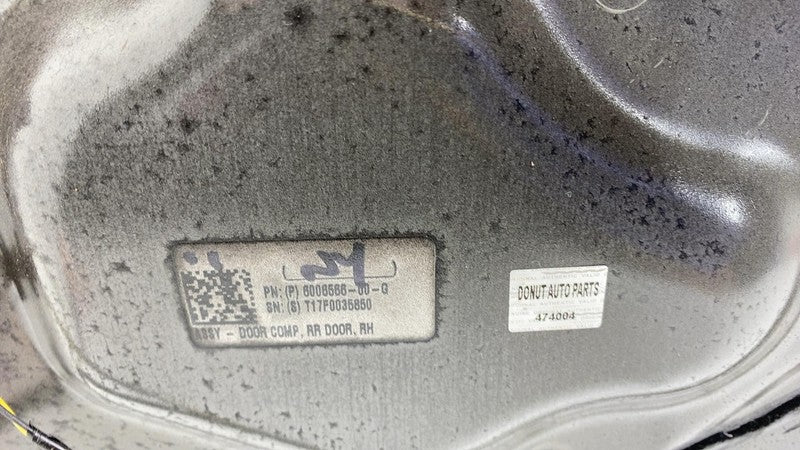 PN: (P) 6006566-00-G
SN: (S) T17F0035850
ASSY - DOOR COMP, RR DOOR, RH
DONUT AUTO PARTS
474004